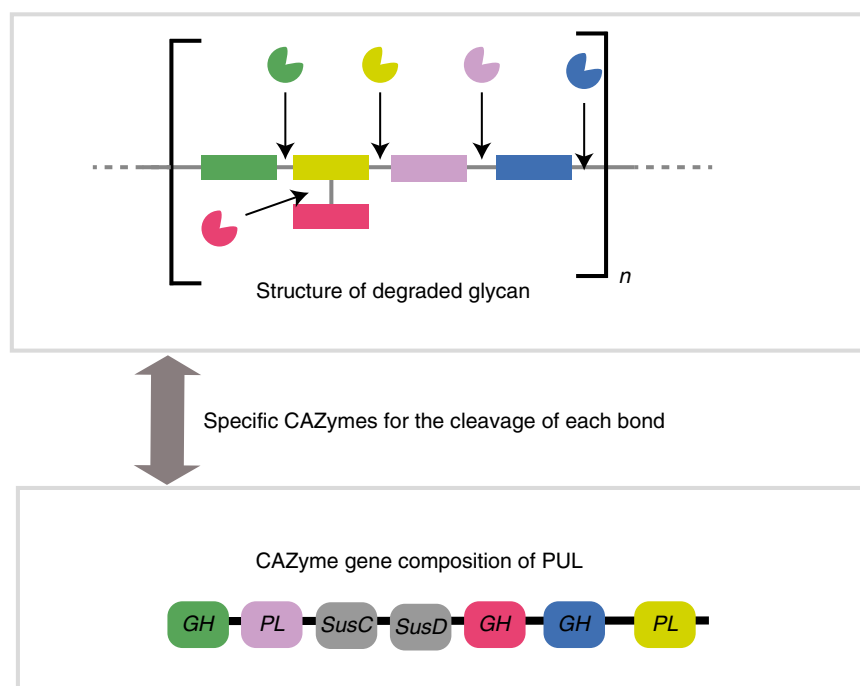 n
Structure of degraded glycan
Specific CAZymes for the cleavage of each bond
CAZyme gene composition of PUL
GH PL SusC SusD GH GH PL